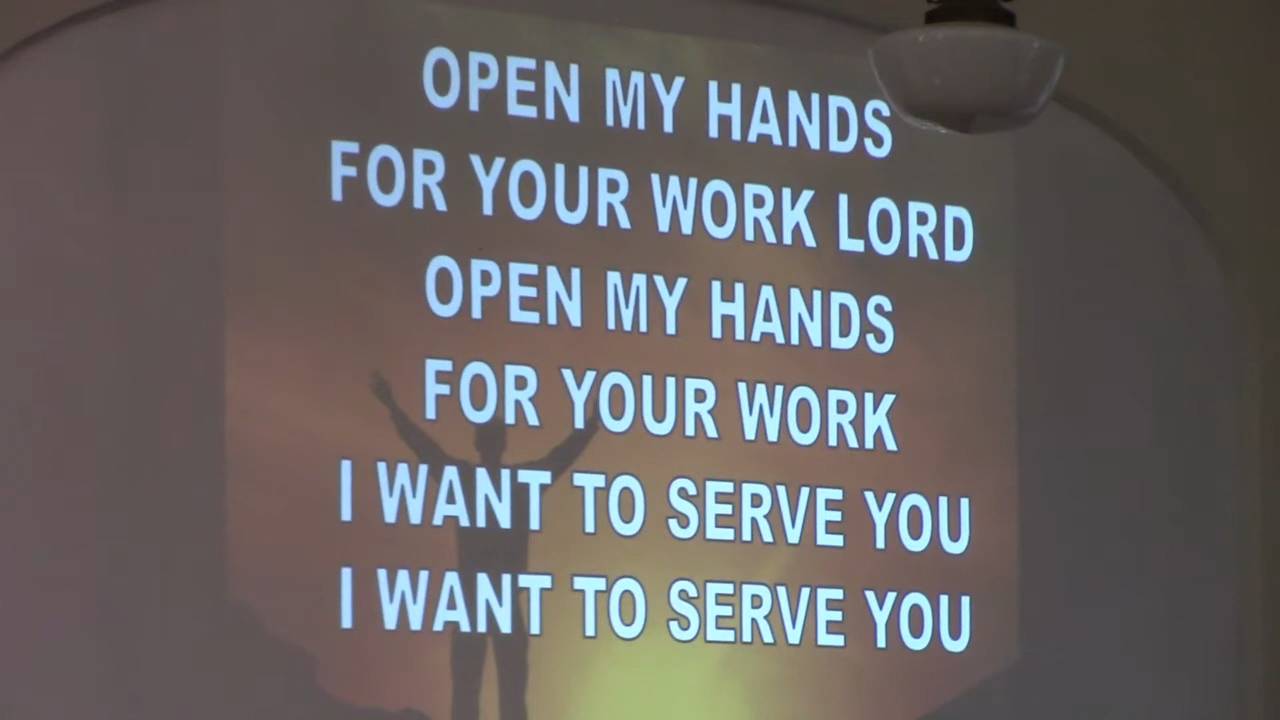 OPEN MY HANDS
FOR YOUR WORK LORD
OPEN MY HANDS
FOR YOUR WORK
I WANT TO SERVE YOU
I WANT TO SERVE YOU